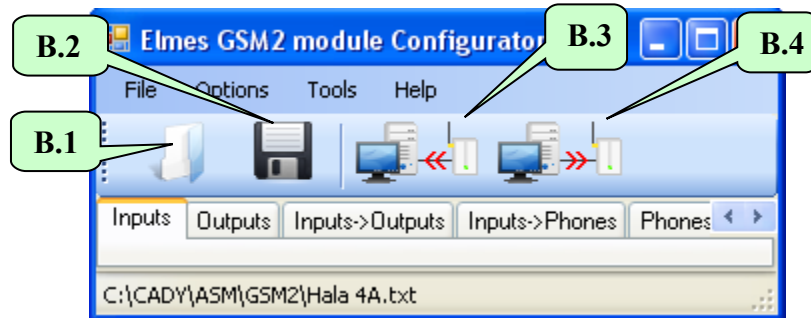 B.2
Elmes GSM2 module Configurator
B.3
B.4
File Options Tools Help
B.1
Inputs Outputs Inputs->Outputs Inputs->Phones Phones
C:\CADY\ASM\GSM2\Hala 4A.txt